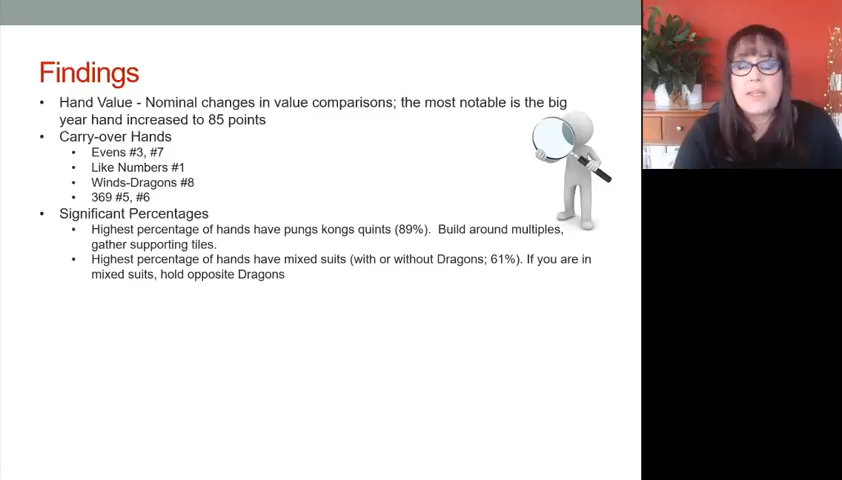 Findings
• Hand Value - Nominal changes in value comparisons; the most notable is the big
year hand increased to 85 points
• Carry-over Hands
• Evens #3, #7
• Like Numbers #1
• Winds-Dragons #8
• 369 #5, #6
• Significant Percentages
• Highest percentage of hands have pungs kongs quints (89%). Build around multiples,
gather supporting tiles.
• Highest percentage of hands have mixed suits (with or without Dragons; 61%). If you are in
mixed suits, hold opposite Dragons